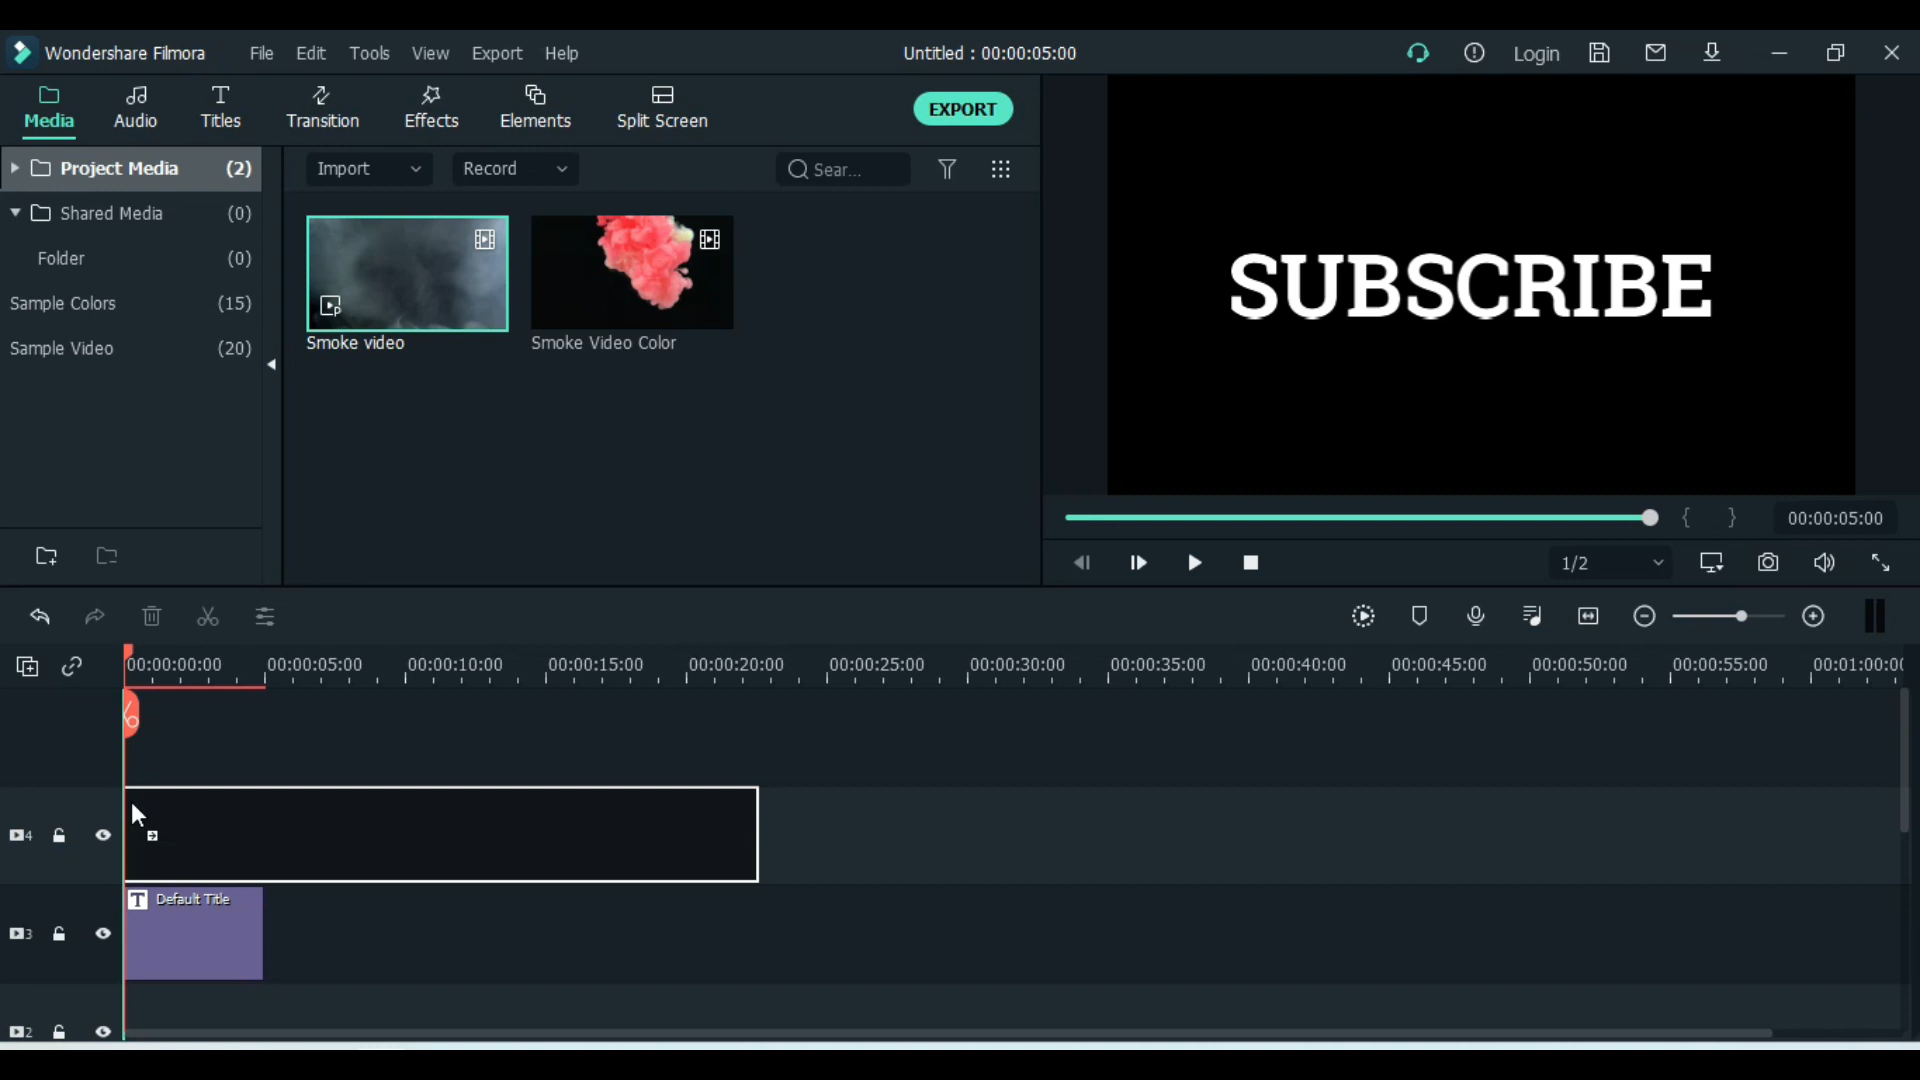 Wondershare Filmora File Edit Tools View Export Help Untitled : 00:00:05:00 Login
Media Audio Titles Transition Effects Elements Split Screen EXPORT
Project Media (2) Import Record Sear...
Shared Media (0)
Folder (0)
Sample Colors (15)
Sample Video (20)
Smoke video Smoke Video Color
SUBSCRIBE
{ } 00:00:05:00
1/2
00:00:00:00 00:00:05:00 00:00:10:00 00:00:15:00 00:00:20:00 00:00:25:00 00:00:30:00 00:00:35:00 00:00:40:00 00:00:45:00 00:00:50:00 00:00:55:00 00:01:00:0
4
T Default Title
3
2